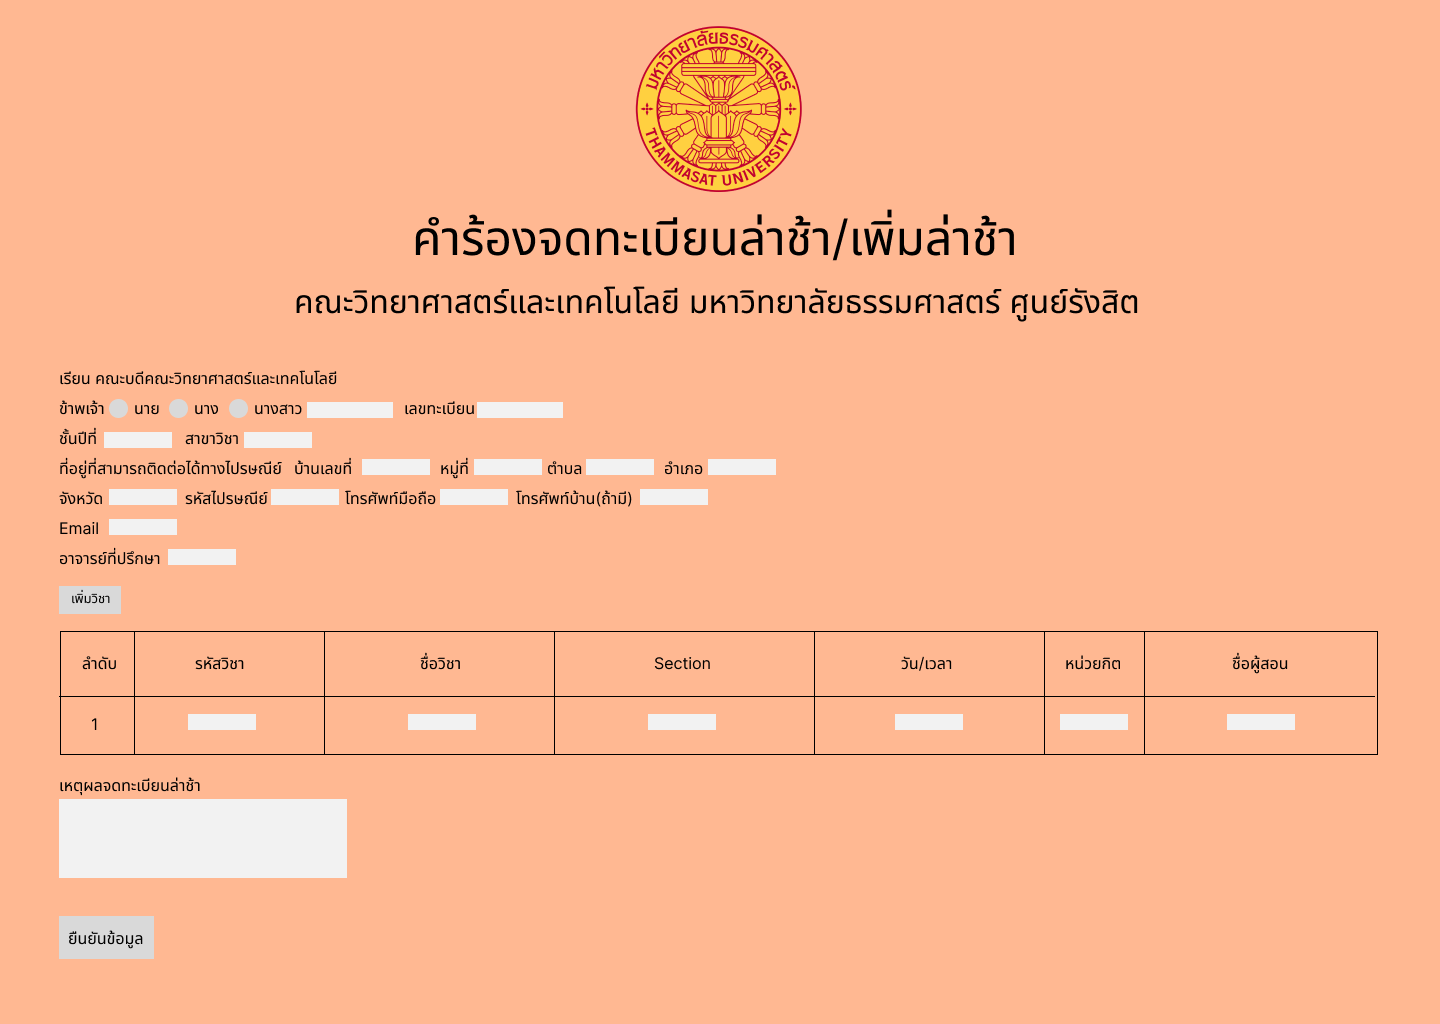 มหาวิทยาลัยธรรมศาสตร์
THAMMASAT UNIVERSITY
คำร้องจดทะเบียนล่าช้า/เพิ่มล่าช้า
คณะวิทยาศาสตร์และเทคโนโลยี มหาวิทยาลัยธรรมศาสตร์ ศูนย์รังสิต
เรียน คณะบดีคณะวิทยาศาสตร์และเทคโนโลยี
ข้าพเจ้า นาย นาง นางสาว เลขทะเบียน
ชั้นปีที่ สาขาวิชา
ที่อยู่ที่สามารถติดต่อได้ทางไปรษณีย์ บ้านเลขที่ หมู่ที่ ตำบล อำเภอ
จังหวัด รหัสไปรษณีย์ โทรศัพท์มือถือ โทรศัพท์บ้าน(ถ้ามี)
Email
อาจารย์ที่ปรึกษา
เพิ่มวิชา
ลำดับ รหัสวิชา ชื่อวิชา Section วัน/เวลา หน่วยกิต ชื่อผู้สอน
1
เหตุผลจดทะเบียนล่าช้า
ยืนยันข้อมูล